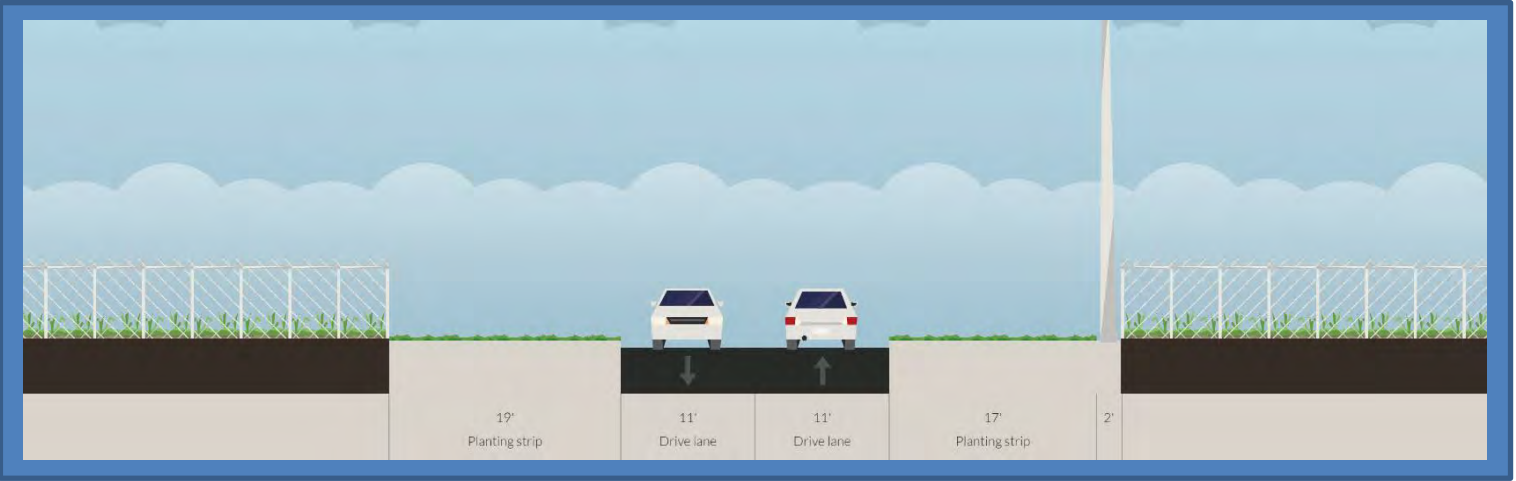 19' 11' 11' 17' 2'
Planting strip Drive lane Drive lane Planting strip